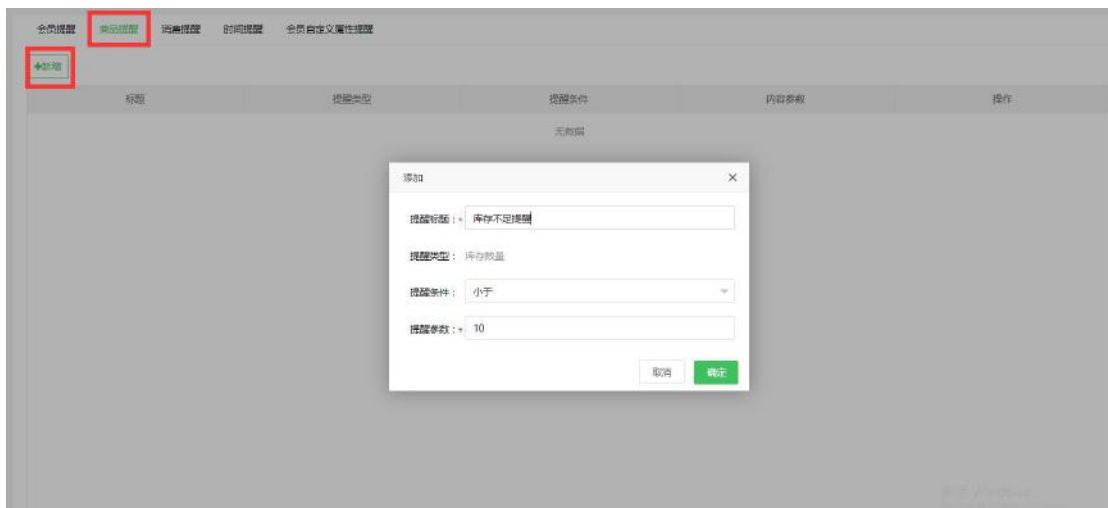 会员提醒 商品提醒 消费提醒 时间提醒 会员自定义属性提醒
+新增
标题 提醒类型 提醒条件 内容参数 操作
无数据
添加 ×
提醒标题：* 库存不足提醒
提醒类型： 库存数量
提醒条件： 小于
提醒参数：* 10
取消 确定